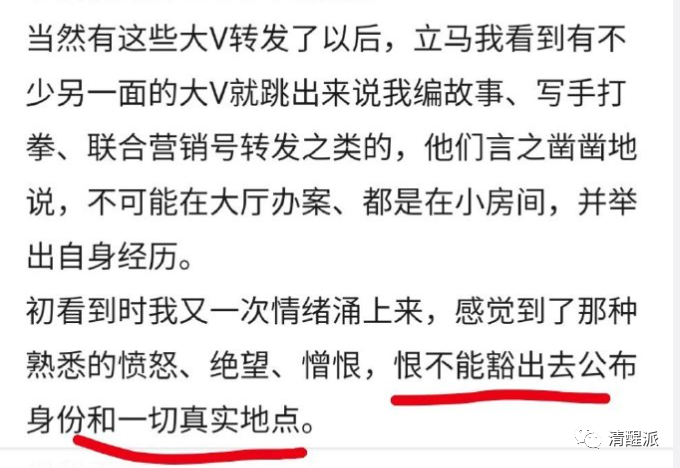 当然有这些大V转发了以后，立马我看到有不
少另一面的大V就跳出来说我编故事、写手打
拳、联合营销号转发之类的，他们言之凿凿地
说，不可能在大厅办案、都是在小房间，并举
出自身经历。
初看到时我又一次情绪涌上来，感觉到了那种
熟悉的愤怒、绝望、憎恨，恨不能豁出去公布
身份和一切真实地点。
清醒派